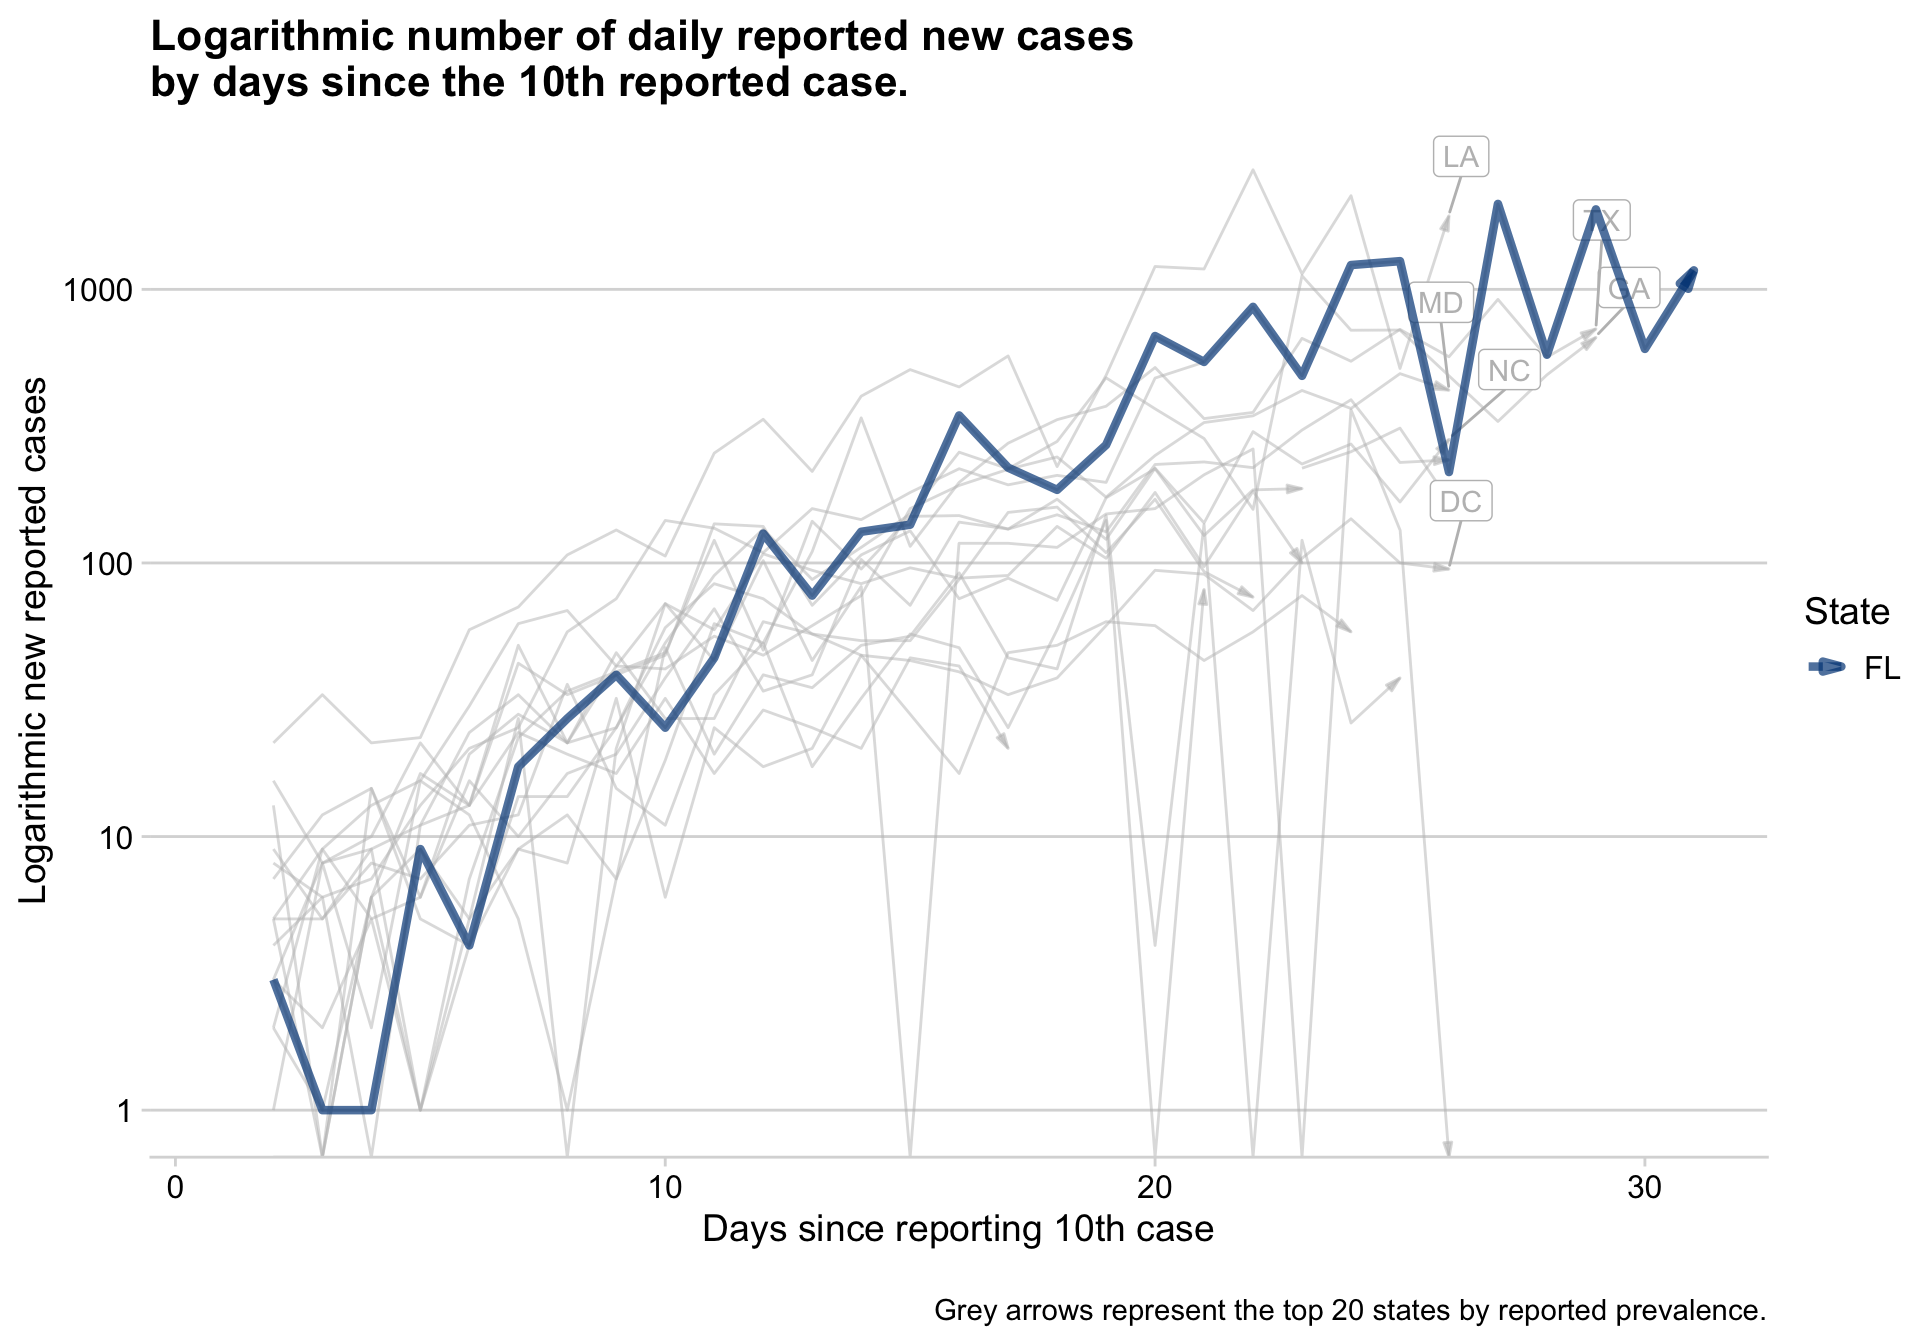 Logarithmic number of daily reported new cases
by days since the 10th reported case.
LA
TX
1000
MD
NC
DC
100
10
1
Logarithmic new reported cases
State
FL
0
10
20
30
Days since reporting 10th case
Grey arrows represent the top 20 states by reported prevalence.